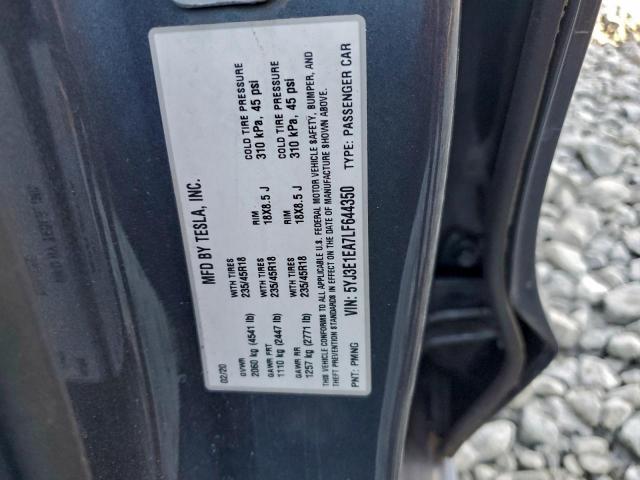 MFD BY TESLA, INC.
02/20
GVWR
2060 kg (4541 lb)
GAWR FRT WITH TIRES RIM COLD TIRE PRESSURE
1110 kg (2447 lb) 235/45R18 18X8.5 J 310 kPa, 45 psi
GAWR RR WITH TIRES RIM COLD TIRE PRESSURE
1257 kg (2771 lb) 235/45R18 18X8.5 J 310 kPa, 45 psi
THIS VEHICLE CONFORMS TO ALL APPLICABLE U.S. FEDERAL MOTOR VEHICLE SAFETY, BUMPER, AND
THEFT PREVENTION STANDARDS IN EFFECT ON THE DATE OF MANUFACTURE SHOWN ABOVE.
VIN: 5YJ3E1EA7LF644350
PNT: PMNG TYPE: PASSENGER CAR